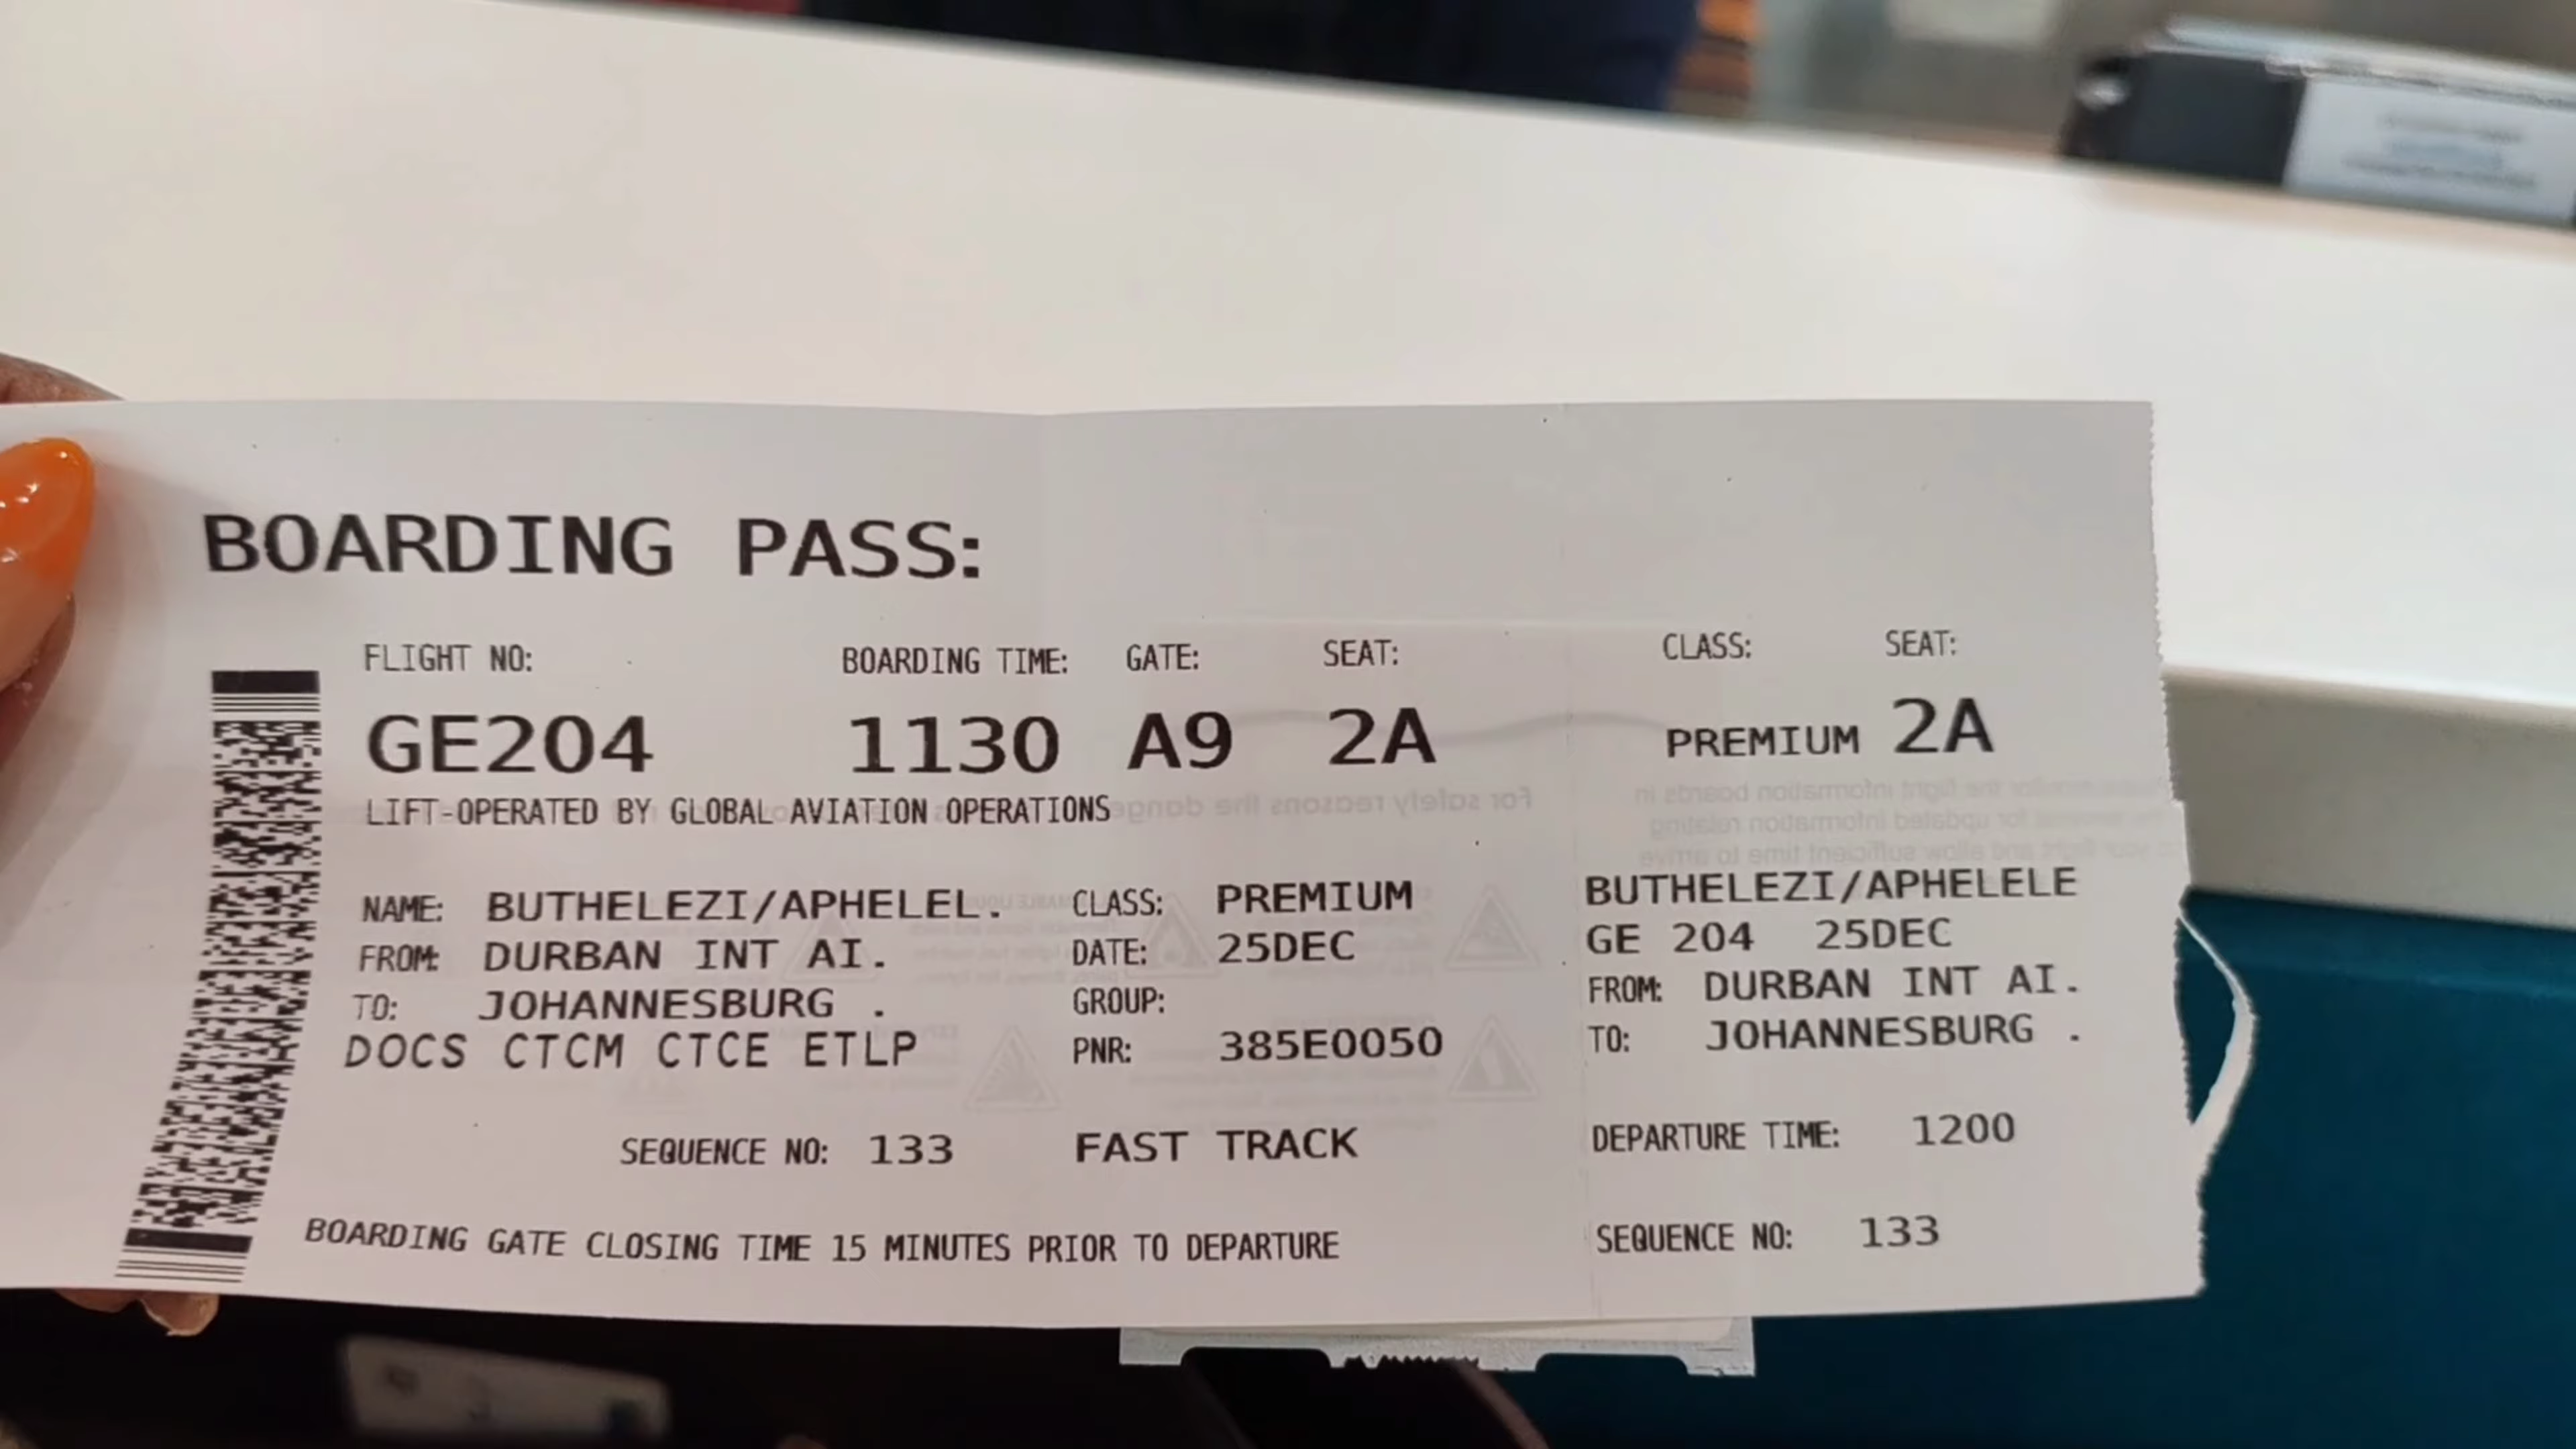 BOARDING PASS:
FLIGHT NO: BOARDING TIME: GATE: SEAT: CLASS: SEAT:
GE204 1130 A9 2A PREMIUM 2A
LIFT-OPERATED BY GLOBAL AVIATION OPERATIONS
NAME: BUTHELEZI/APHELEL. CLASS: PREMIUM
FROM: DURBAN INT AI. DATE: 25DEC
TO: JOHANNESBURG . GROUP:
DOCS CTCM CTCE ETLP PNR: 385E0050
SEQUENCE NO: 133 FAST TRACK
BOARDING GATE CLOSING TIME 15 MINUTES PRIOR TO DEPARTURE
BUTHELEZI/APHELELE
GE 204 25DEC
FROM: DURBAN INT AI.
TO: JOHANNESBURG .
DEPARTURE TIME: 1200
SEQUENCE NO: 133